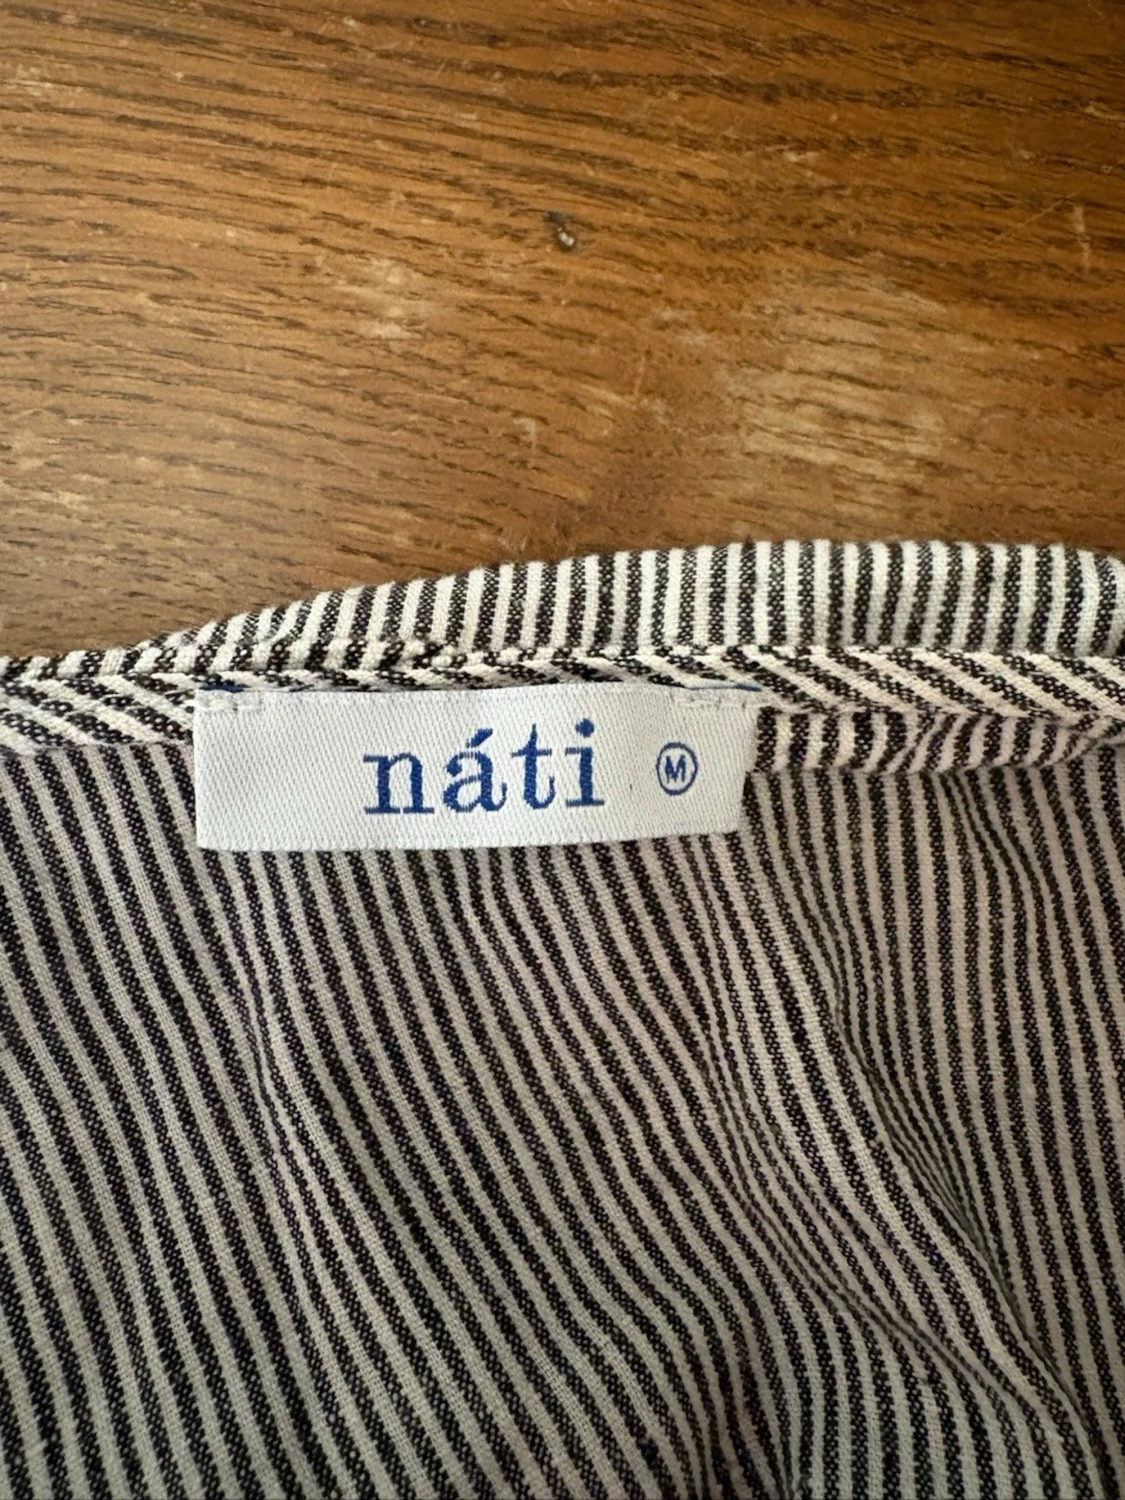 náti Ⓜ